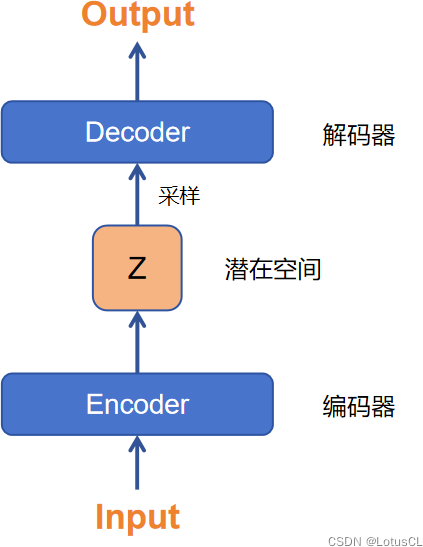 Output
Decoder 解码器
采样
Z 潜在空间
Encoder 编码器
Input
CSDN @LotusCL